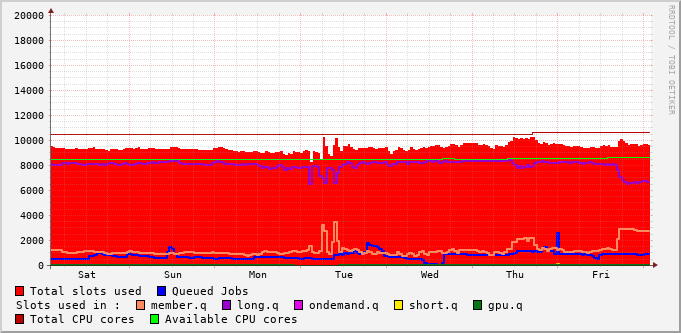 RRDTOOL / TOBI OETIKER
20000
18000
16000
14000
12000
10000
8000
6000
4000
2000
0
Sat Sun Mon Tue Wed Thu Fri
Total slots used Queued Jobs
Slots used in : member.q long.q ondemand.q short.q gpu.q
Total CPU cores Available CPU cores